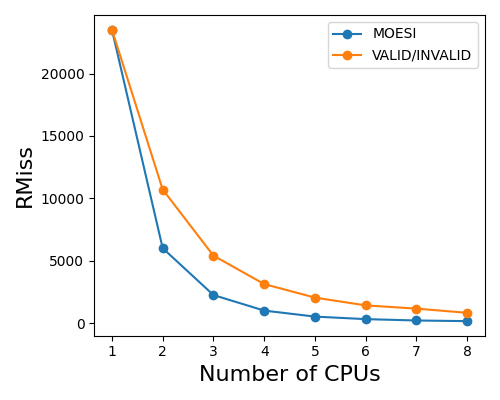 MOESI
VALID/INVALID
RMiss
20000
15000
10000
5000
0
1 2 3 4 5 6 7 8
Number of CPUs